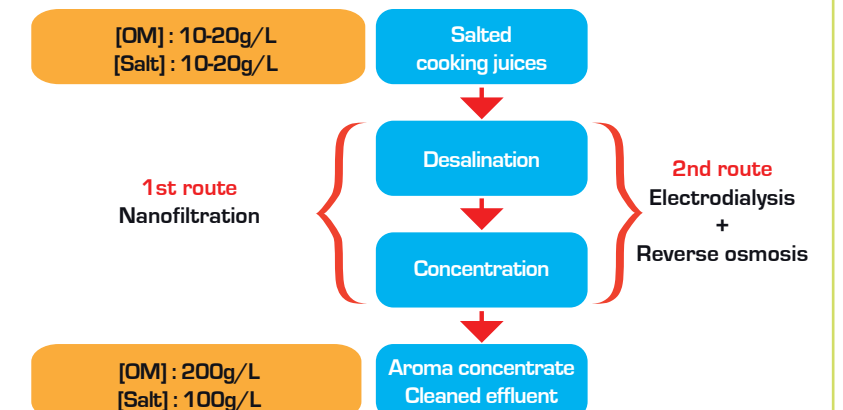 [OM] : 10-20g/L
[Salt] : 10-20g/L
Salted
cooking juices
Desalination
1st route
Nanofiltration
2nd route
Electrodialysis
+
Reverse osmosis
Concentration
[OM] : 200g/L
[Salt] : 100g/L
Aroma concentrate
Cleaned effluent